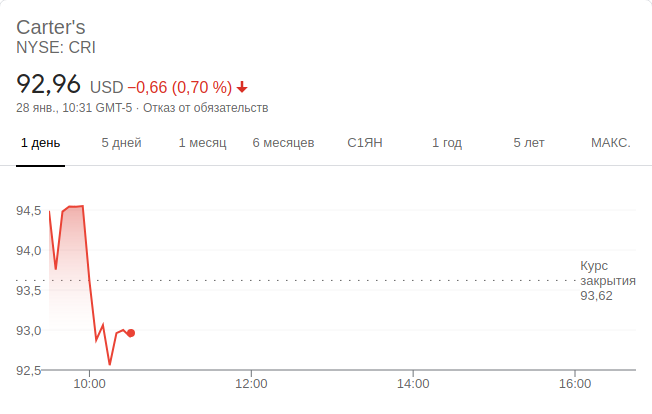 Carter's
NYSE: CRI
92,96 USD −0,66 (0,70 %)
28 янв., 10:31 GMT-5 · Отказ от обязательств
1 день 5 дней 1 месяц 6 месяцев С1ЯН 1 год 5 лет МАКС.
94,5
94,0
93,5
93,0
92,5
Курс
закрытия
93,62
10:00 12:00 14:00 16:00